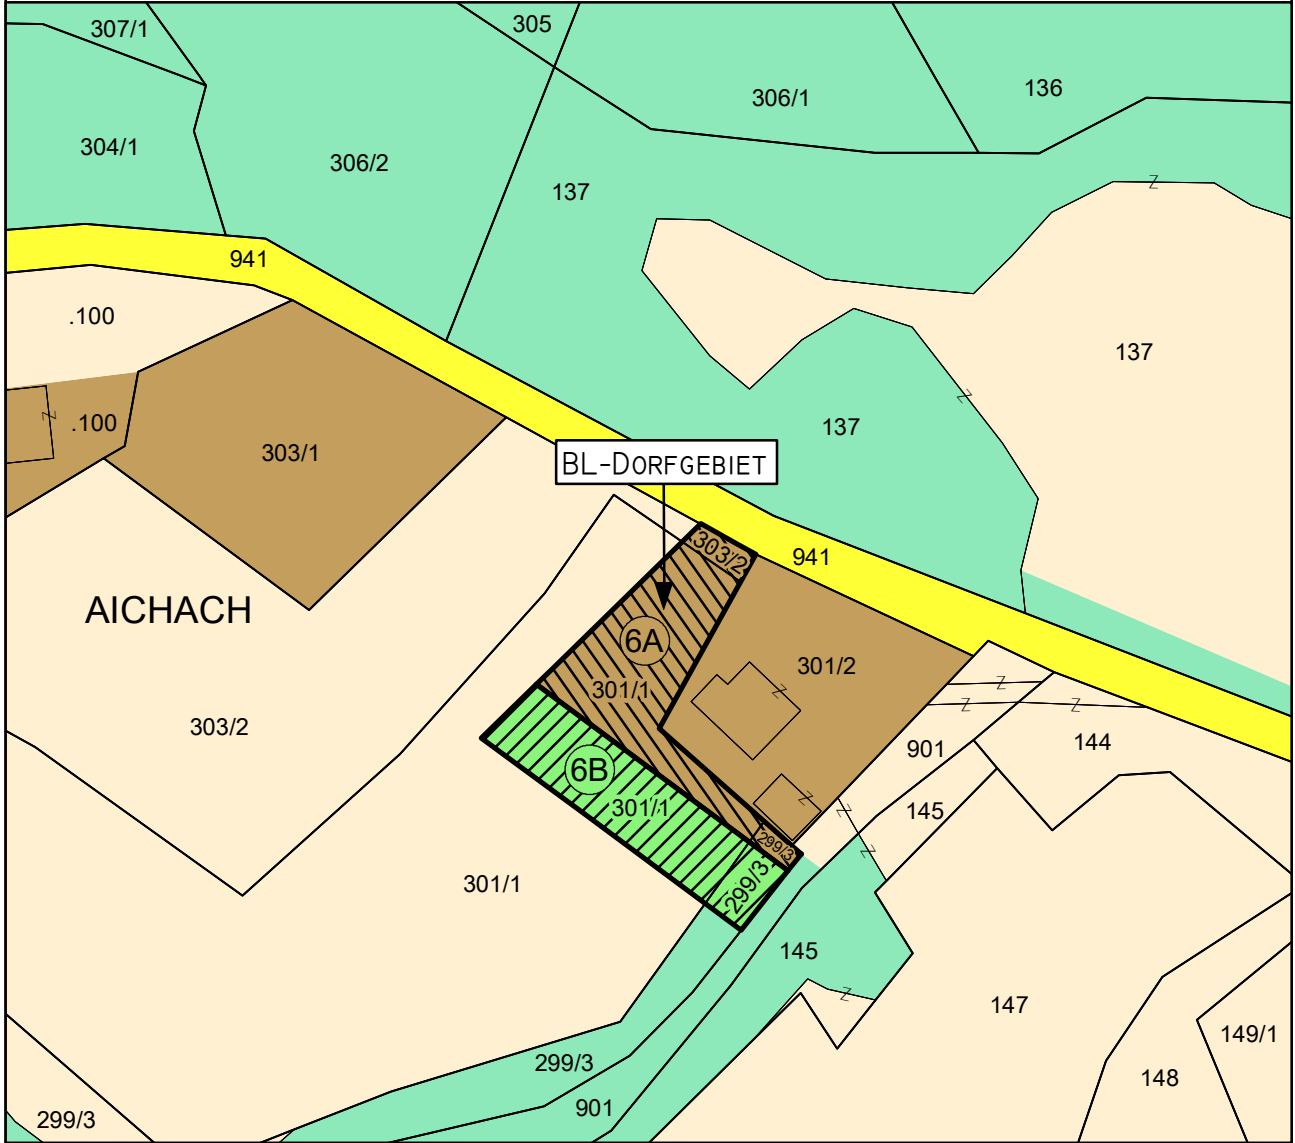 307/1
305
306/1
136
304/1
306/2
137
941
.100
137
.100
303/1
137
BL-DORFGEBIET
303/2
941
AICHACH
6A
301/2
301/1
303/2
901
144
6B
301/1
145
299/3
299/3
301/1
145
147
149/1
299/3
148
901
299/3
Z
Z
Z
Z
Z
Z
Z
Z
Z
Z
Z